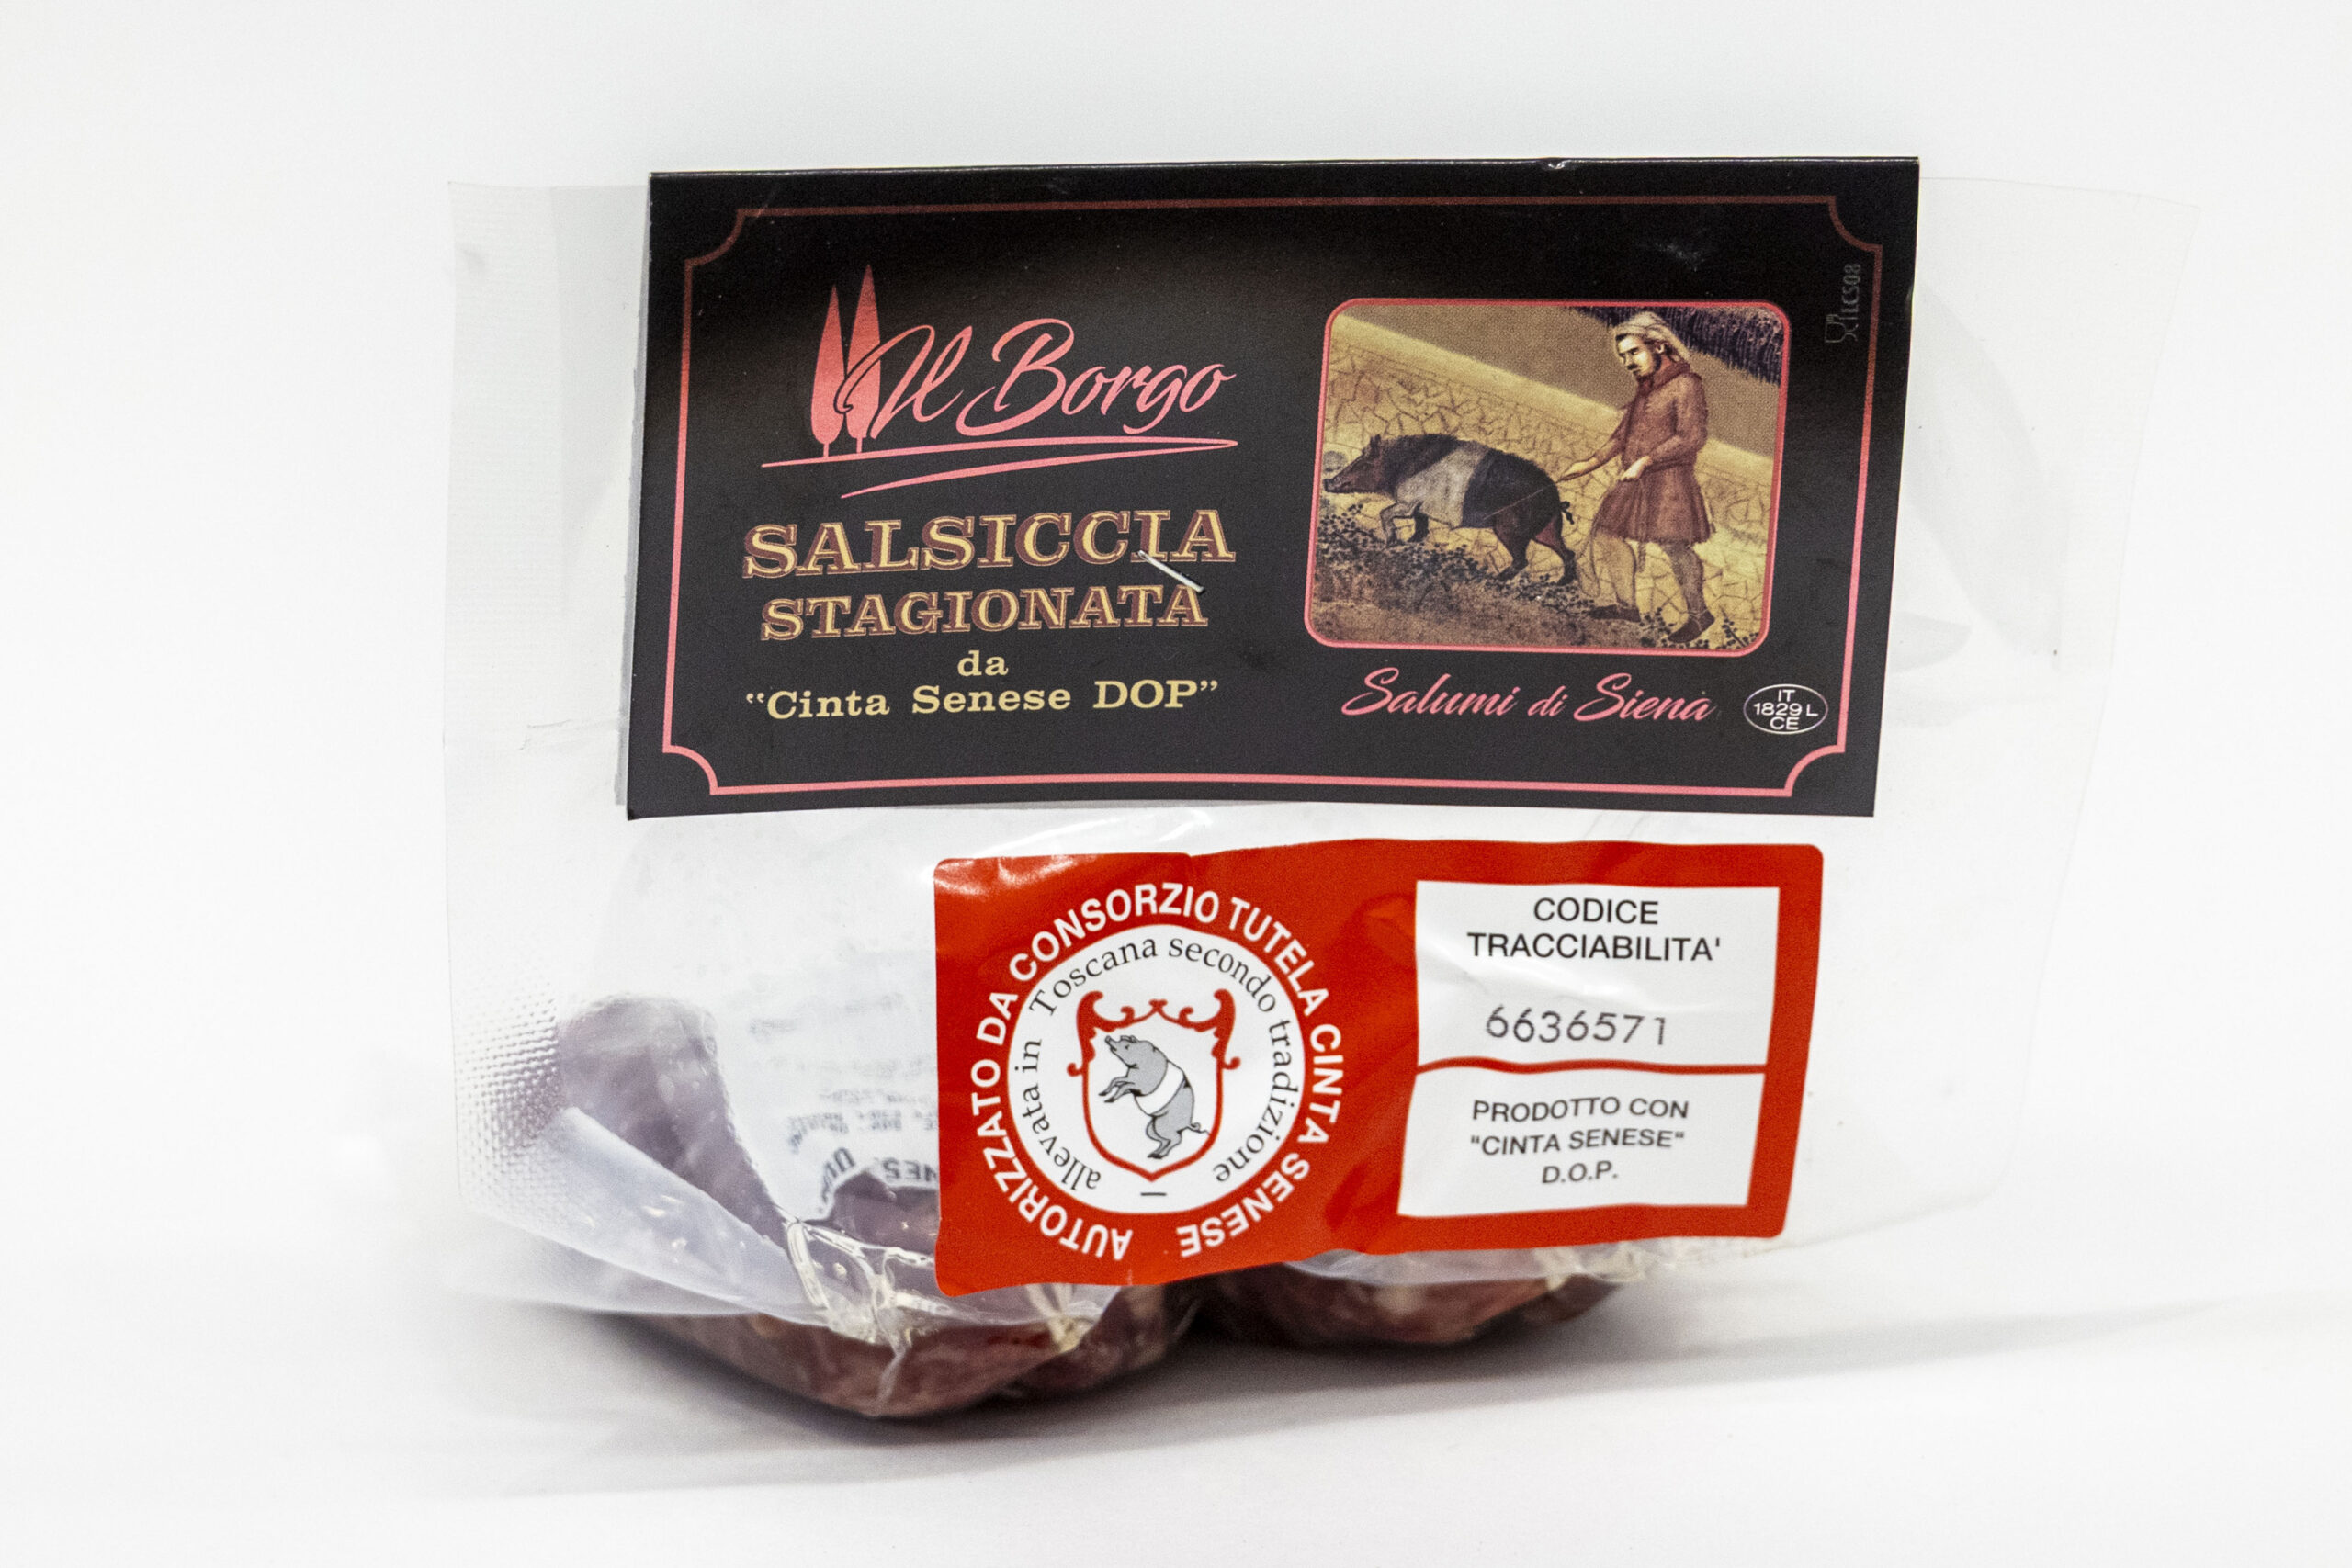 Il Borgo
SALSICCIA
STAGIONATA
da
“Cinta Senese DOP”
Salumi di Siena
IT
1829 L
CE
ILCS08
AUTORIZZATO DA CONSORZIO TUTELA CINTA SENESE
allevata in Toscana secondo tradizione
CODICE
TRACCIABILITA'
6636571
PRODOTTO CON
"CINTA SENESE"
D.O.P.